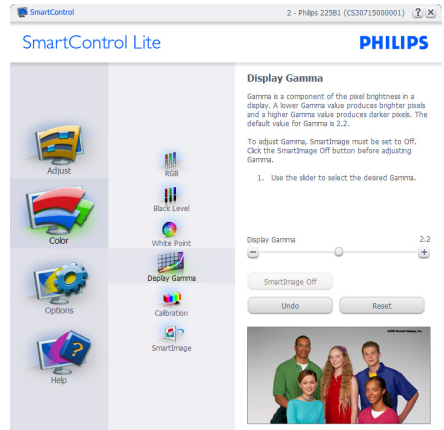 SmartControl
2 - Philips 225B1 (CS30715000001)
SmartControl Lite
PHILIPS
Display Gamma
Gamma is a component of the pixel brightness in a
display. A lower Gamma value produces brighter pixels
and a higher Gamma value produces darker pixels. The
default value for Gamma is 2.2.
To adjust Gamma, SmartImage must be set to Off.
Click the SmartImage Off button before adjusting
Gamma.
1. Use the slider to select the desired Gamma.
Adjust
Color
Options
Help
RGB
Black Level
White Point
Display Gamma
Calibration
SmartImage
Display Gamma
2.2
SmartImage Off
Undo
Reset